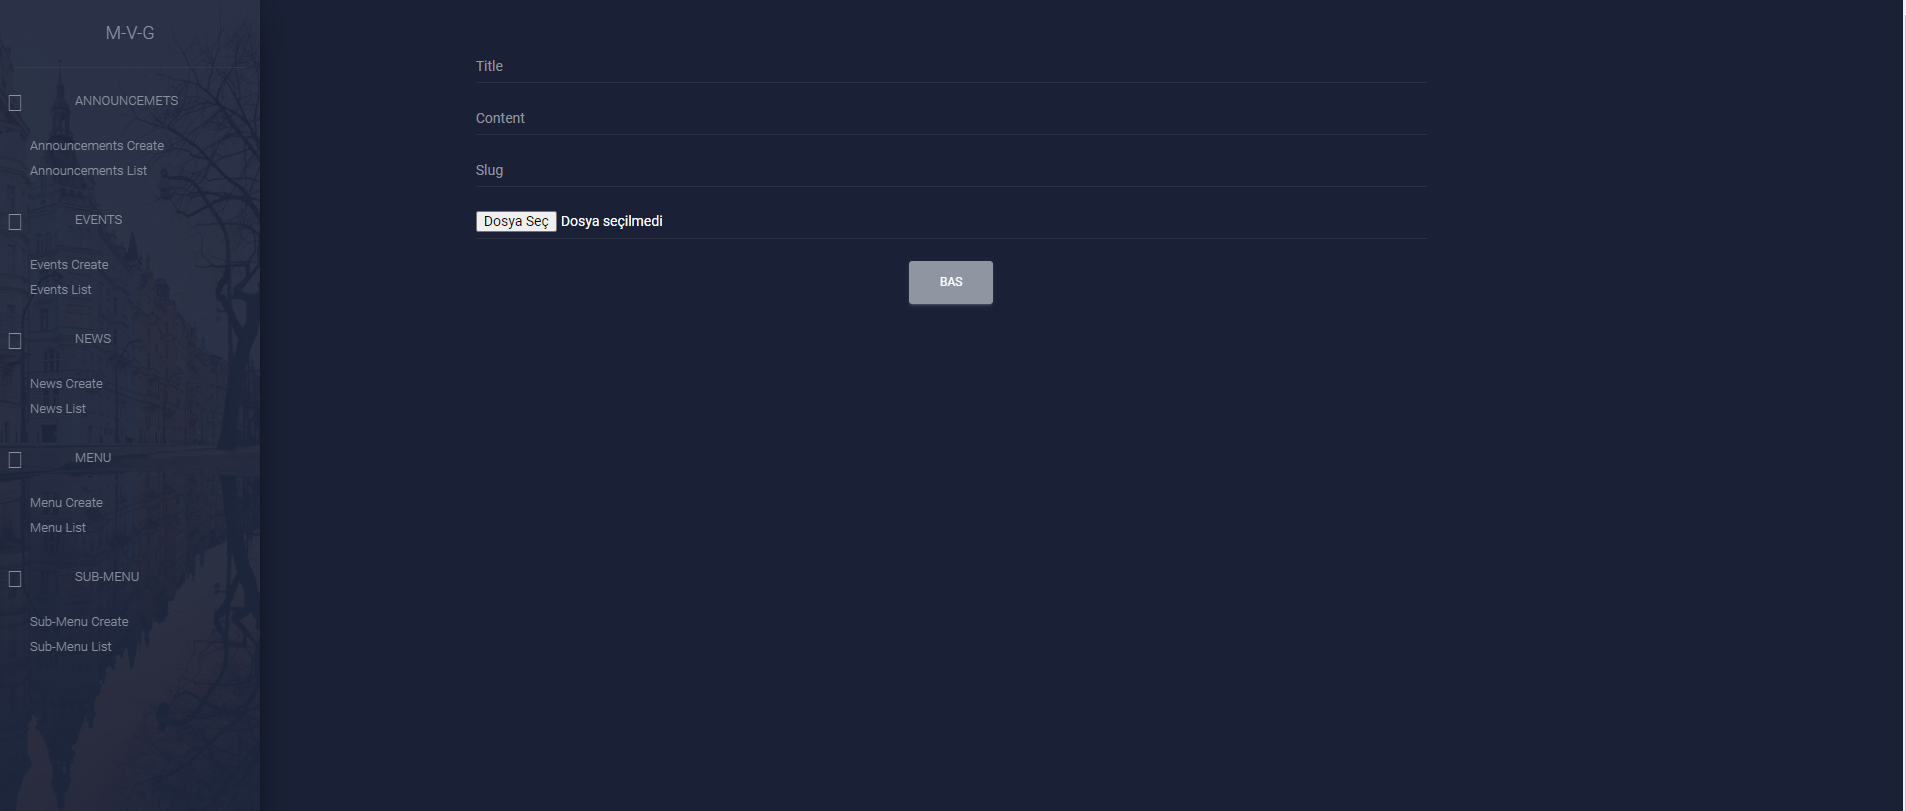 M-V-G
ANNOUNCEMETS
Announcements Create
Announcements List
EVENTS
Events Create
Events List
NEWS
News Create
News List
MENU
Menu Create
Menu List
SUB-MENU
Sub-Menu Create
Sub-Menu List
Title
Content
Slug
Dosya Seç Dosya seçilmedi
BAS